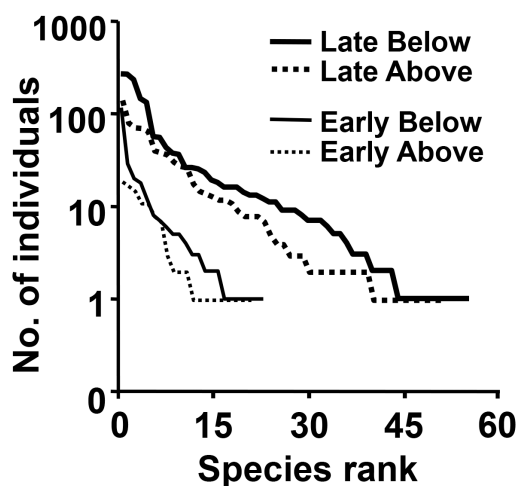 1000
100
10
1
0
No. of individuals
Late Below
Late Above
Early Below
Early Above
0 15 30 45 60
Species rank